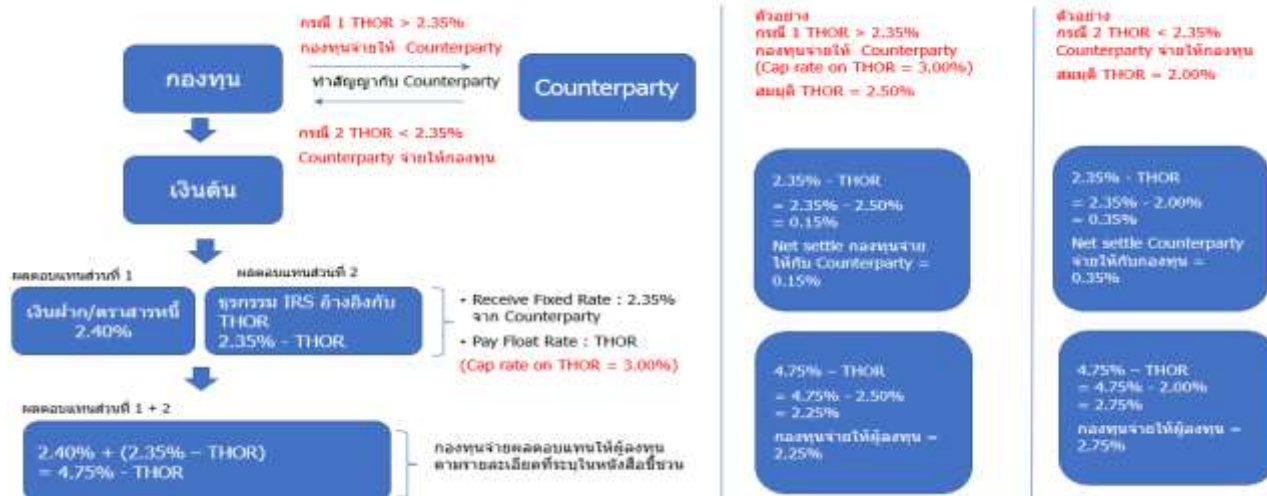 กรณี 1 THOR > 2.35%
กองทุนจ่ายให้ Counterparty
กองทุน
ทำสัญญากับ Counterparty
Counterparty
กรณี 2 THOR < 2.35%
Counterparty จ่ายให้กองทุน
เงินต้น
ผลตอบแทนส่วนที่ 1
ผลตอบแทนส่วนที่ 2
เงินฝาก/ตราสารหนี้
2.40%
ธุรกรรม IRS อ้างอิงกับ
THOR
2.35% - THOR
• Receive Fixed Rate : 2.35%
จาก Counterparty
• Pay Float Rate : THOR
(Cap rate on THOR = 3.00%)
ผลตอบแทนส่วนที่ 1 + 2
2.40% + (2.35% – THOR)
= 4.75% - THOR
กองทุนจ่ายผลตอบแทนให้ผู้ลงทุน
ตามรายละเอียดที่ระบุในหนังสือชี้ชวน
ตัวอย่าง
กรณี 1 THOR > 2.35%
กองทุนจ่ายให้ Counterparty
(Cap rate on THOR = 3.00%)
สมมุติ THOR = 2.50%
2.35% - THOR
= 2.35% - 2.50%
= 0.15%
Net settle กองทุนจ่าย
ให้กับ Counterparty =
0.15%
4.75% – THOR
= 4.75% - 2.50%
= 2.25%
กองทุนจ่ายให้ผู้ลงทุน =
2.25%
ตัวอย่าง
กรณี 2 THOR < 2.35%
Counterparty จ่ายให้กองทุน
สมมุติ THOR = 2.00%
2.35% - THOR
= 2.35% - 2.00%
= 0.35%
Net settle Counterparty
จ่ายให้กับกองทุน =
0.35%
4.75% – THOR
= 4.75% - 2.00%
= 2.75%
กองทุนจ่ายให้ผู้ลงทุน =
2.75%